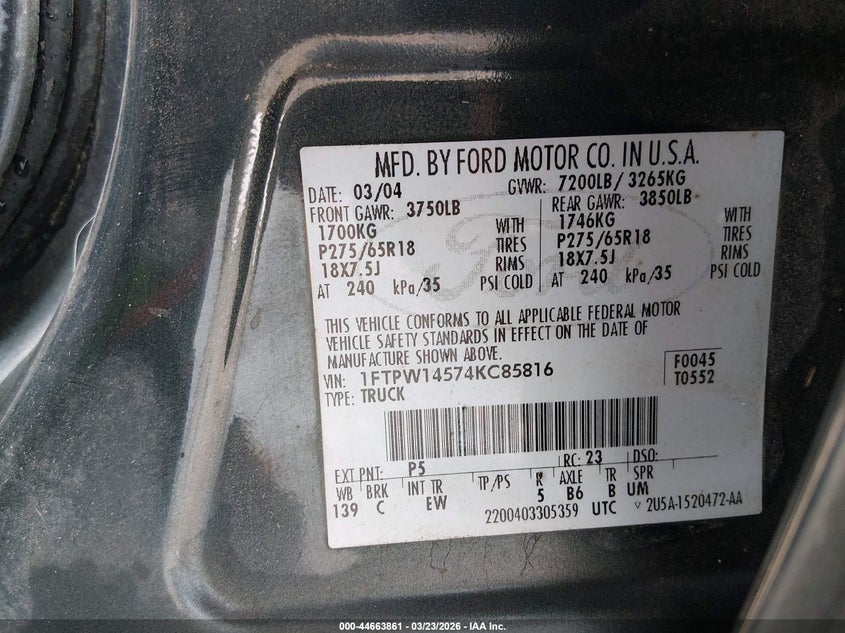 MFD. BY FORD MOTOR CO. IN U.S.A.
DATE: 03/04 GVWR: 7200LB/ 3265KG
FRONT GAWR: 3750LB REAR GAWR: 3850LB
1700KG WITH 1746KG WITH
P275/65R18 TIRES P275/65R18 TIRES
18X7.5J RIMS 18X7.5J RIMS
AT 240 kPa/35 PSI COLD AT 240 kPa/35 PSI COLD
THIS VEHICLE CONFORMS TO ALL APPLICABLE FEDERAL MOTOR
VEHICLE SAFETY STANDARDS IN EFFECT ON THE DATE OF
MANUFACTURE SHOWN ABOVE.
VIN: 1FTPW14574KC85816 F0045
TYPE: TRUCK T0552
EXT PNT: P5 RC: 23 DSO:
WB BRK INT TR TP/PS R AXLE TR SPR
139 C EW 5 B6 B UM
2200403305359 UTC ▽ 2U5A-1520472-AA
Ford
000-44663861 - 03/23/2026 - IAA Inc.